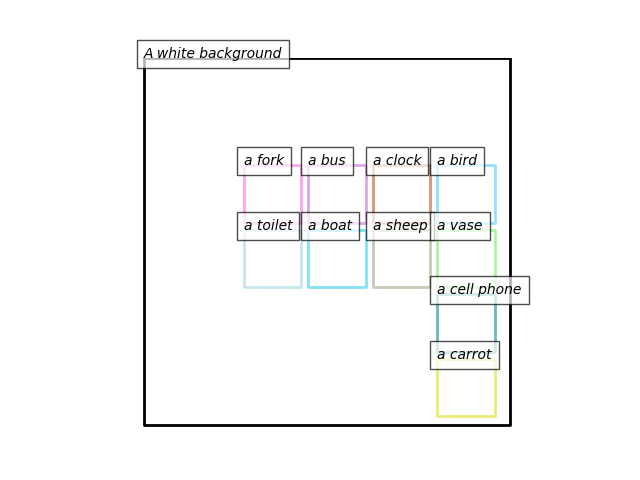 A white background
a fork
a bus
a clock
a bird
a toilet
a boat
a sheep
a vase
a cell phone
a carrot